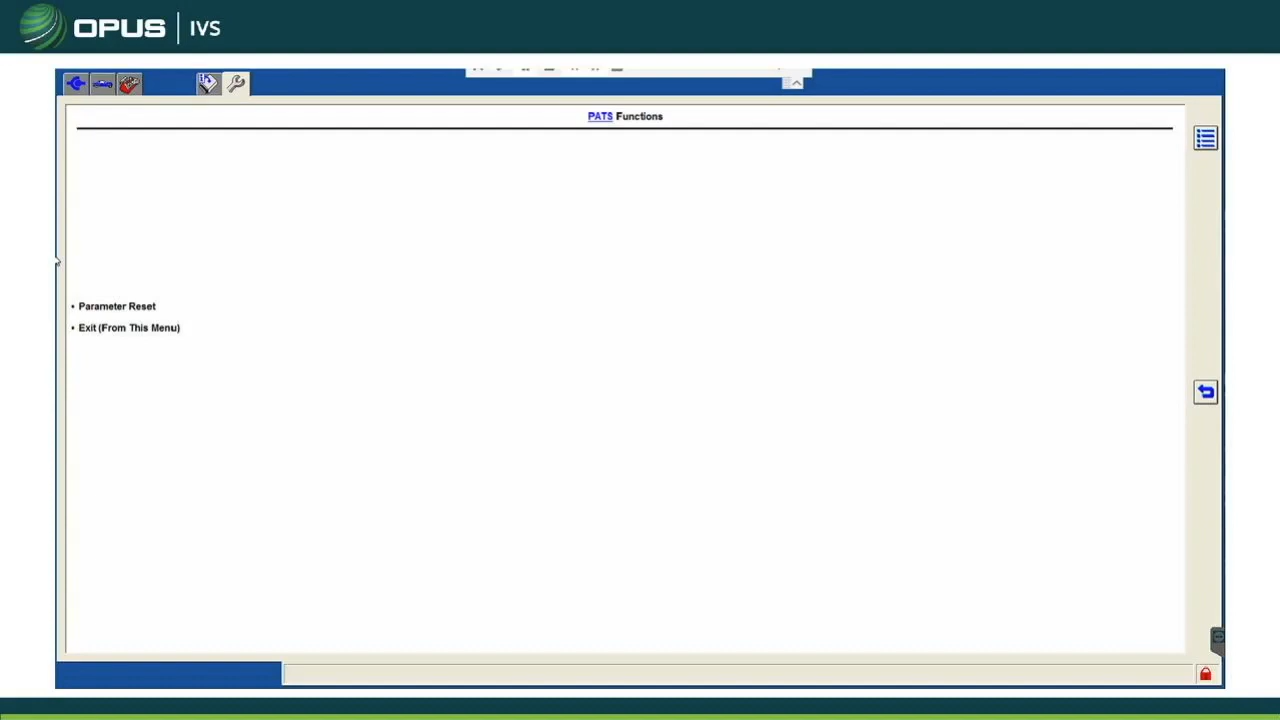 OPUS | IVS
PATS Functions
• Parameter Reset
• Exit (From This Menu)